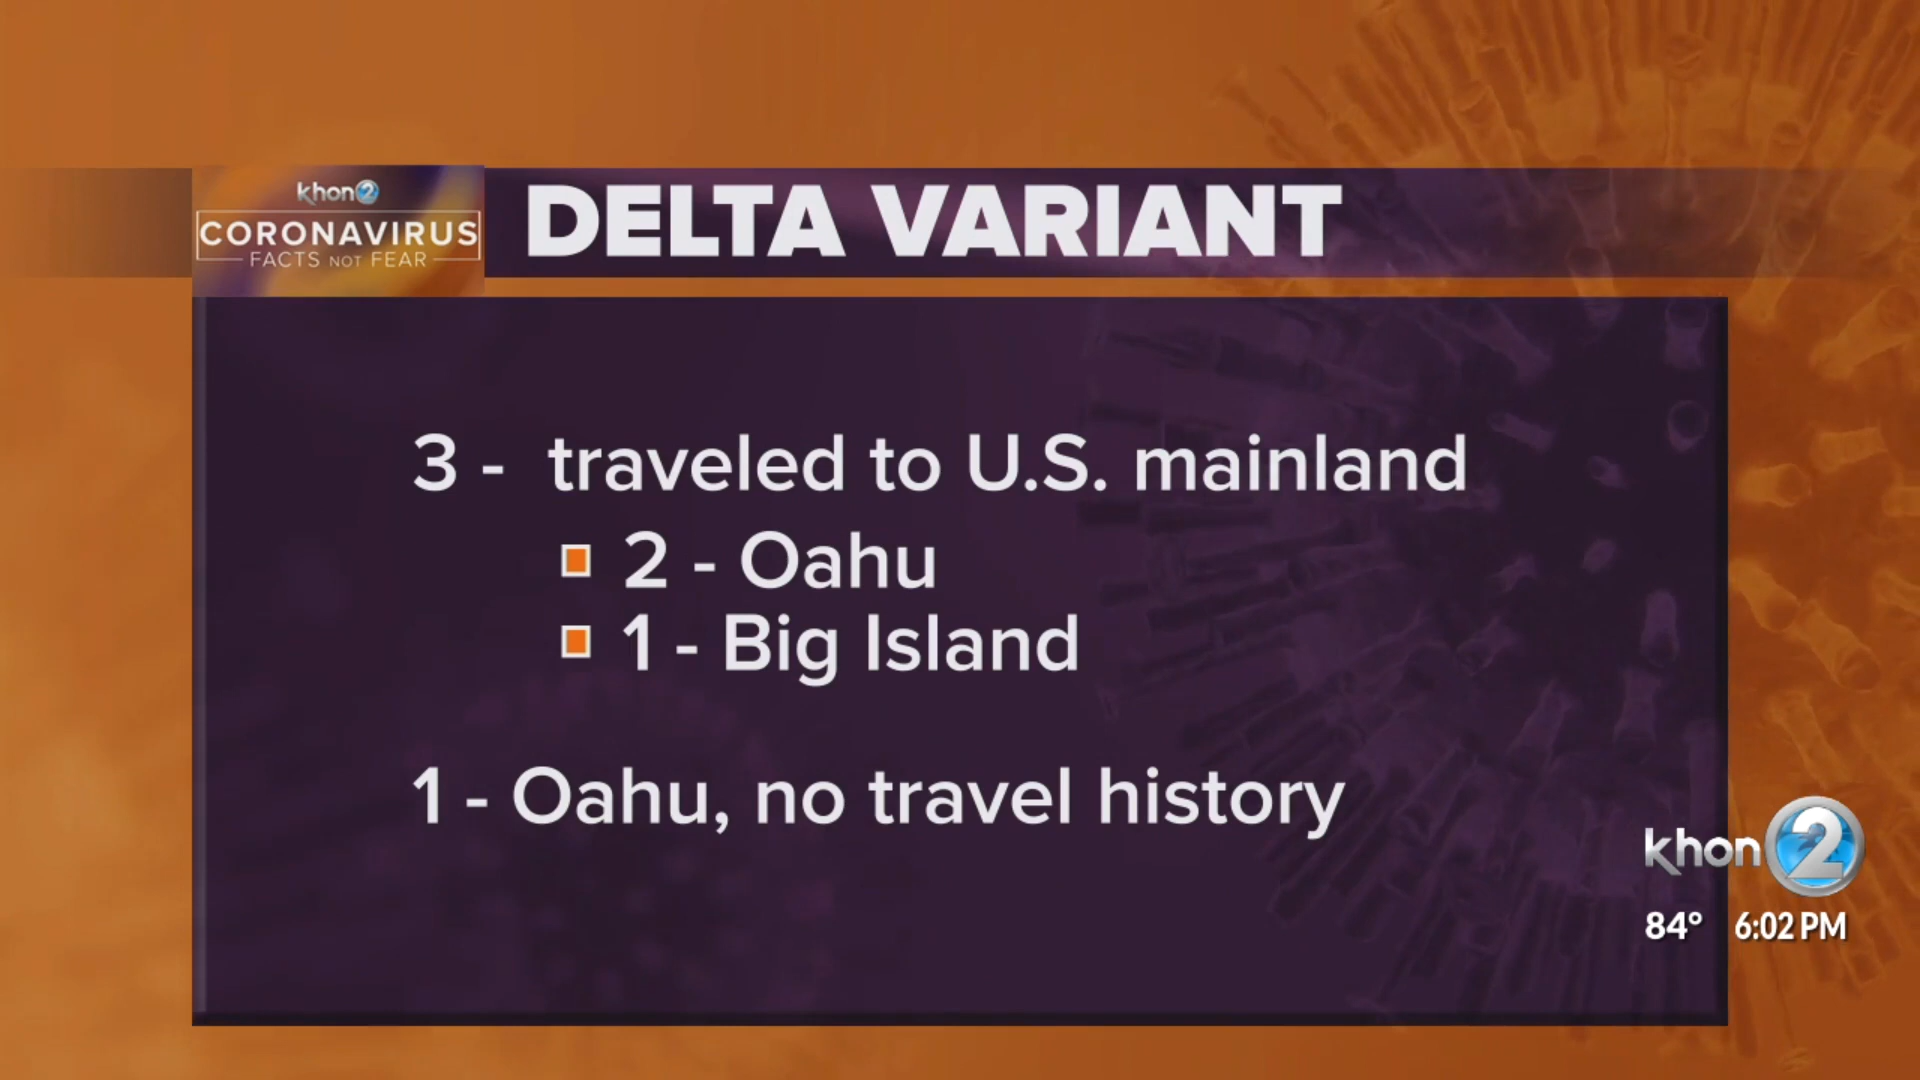 khon2
CORONAVIRUS
FACTS NOT FEAR
DELTA VARIANT
3 - traveled to U.S. mainland
2 - Oahu
1 - Big Island
1 - Oahu, no travel history
khon2
84° 6:02 PM